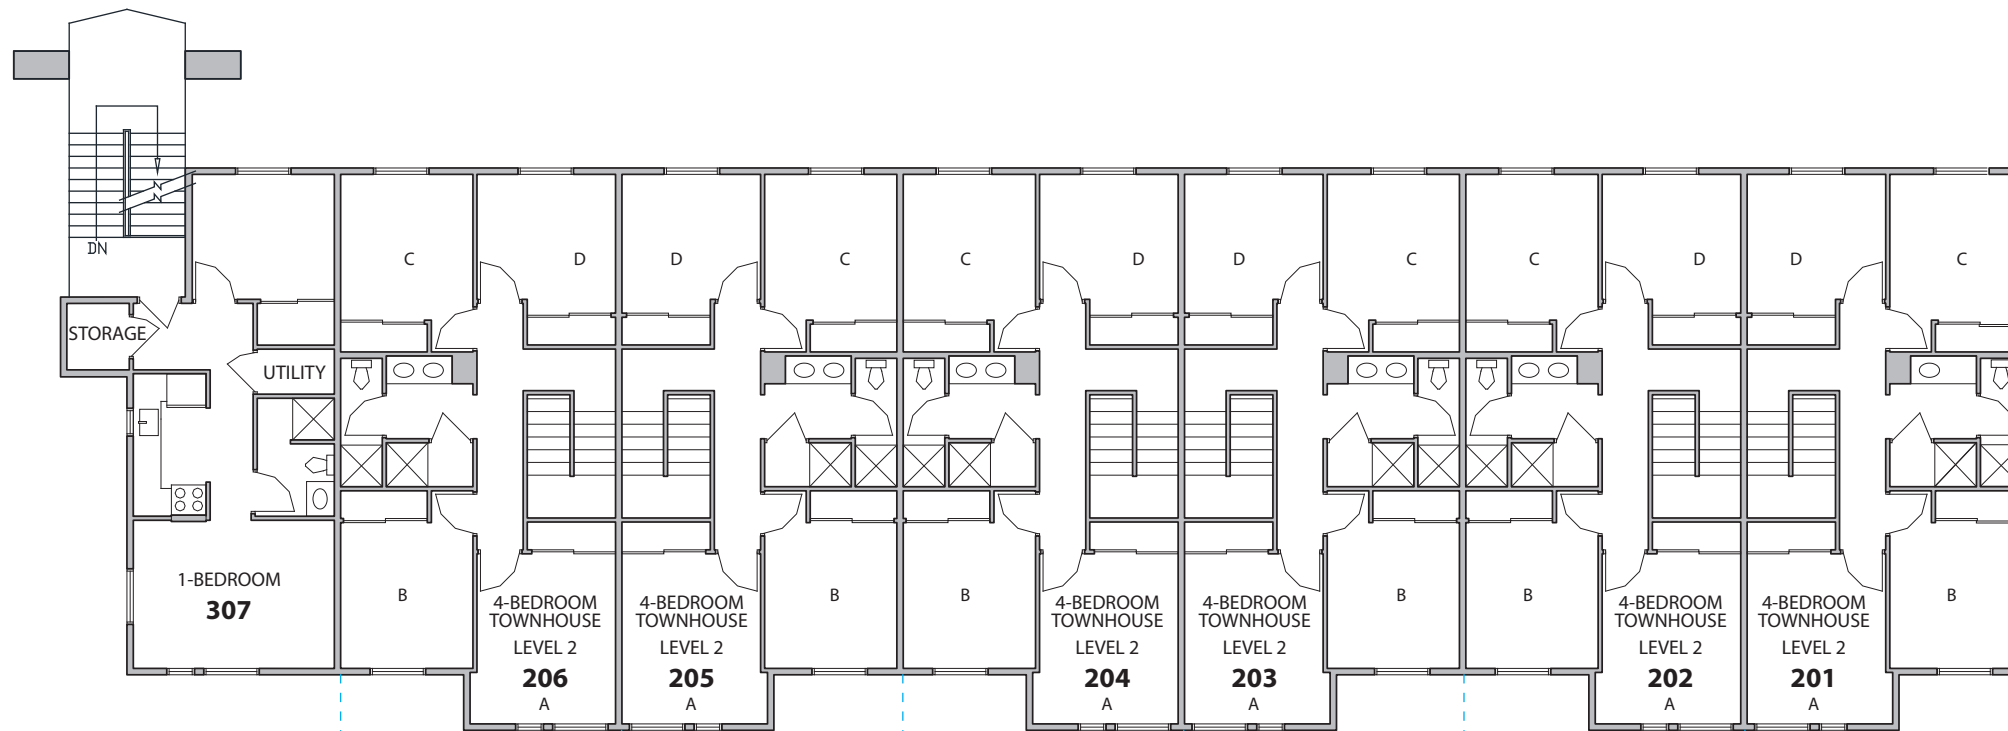 DN
C
D
D
C
C
D
D
C
C
D
D
C
STORAGE
UTILITY
1-BEDROOM
307
B
4-BEDROOM
TOWNHOUSE
LEVEL 2
206
A
4-BEDROOM
TOWNHOUSE
LEVEL 2
205
A
B
B
4-BEDROOM
TOWNHOUSE
LEVEL 2
204
A
4-BEDROOM
TOWNHOUSE
LEVEL 2
203
A
B
B
4-BEDROOM
TOWNHOUSE
LEVEL 2
202
A
4-BEDROOM
TOWNHOUSE
LEVEL 2
201
A
B